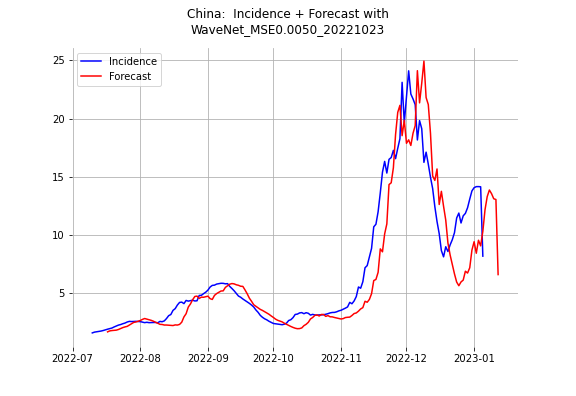 China:  Incidence + Forecast with
WaveNet_MSE0.0050_20221023
25
20
15
10
5
Incidence
Forecast
2022-07 2022-08 2022-09 2022-10 2022-11 2022-12 2023-01